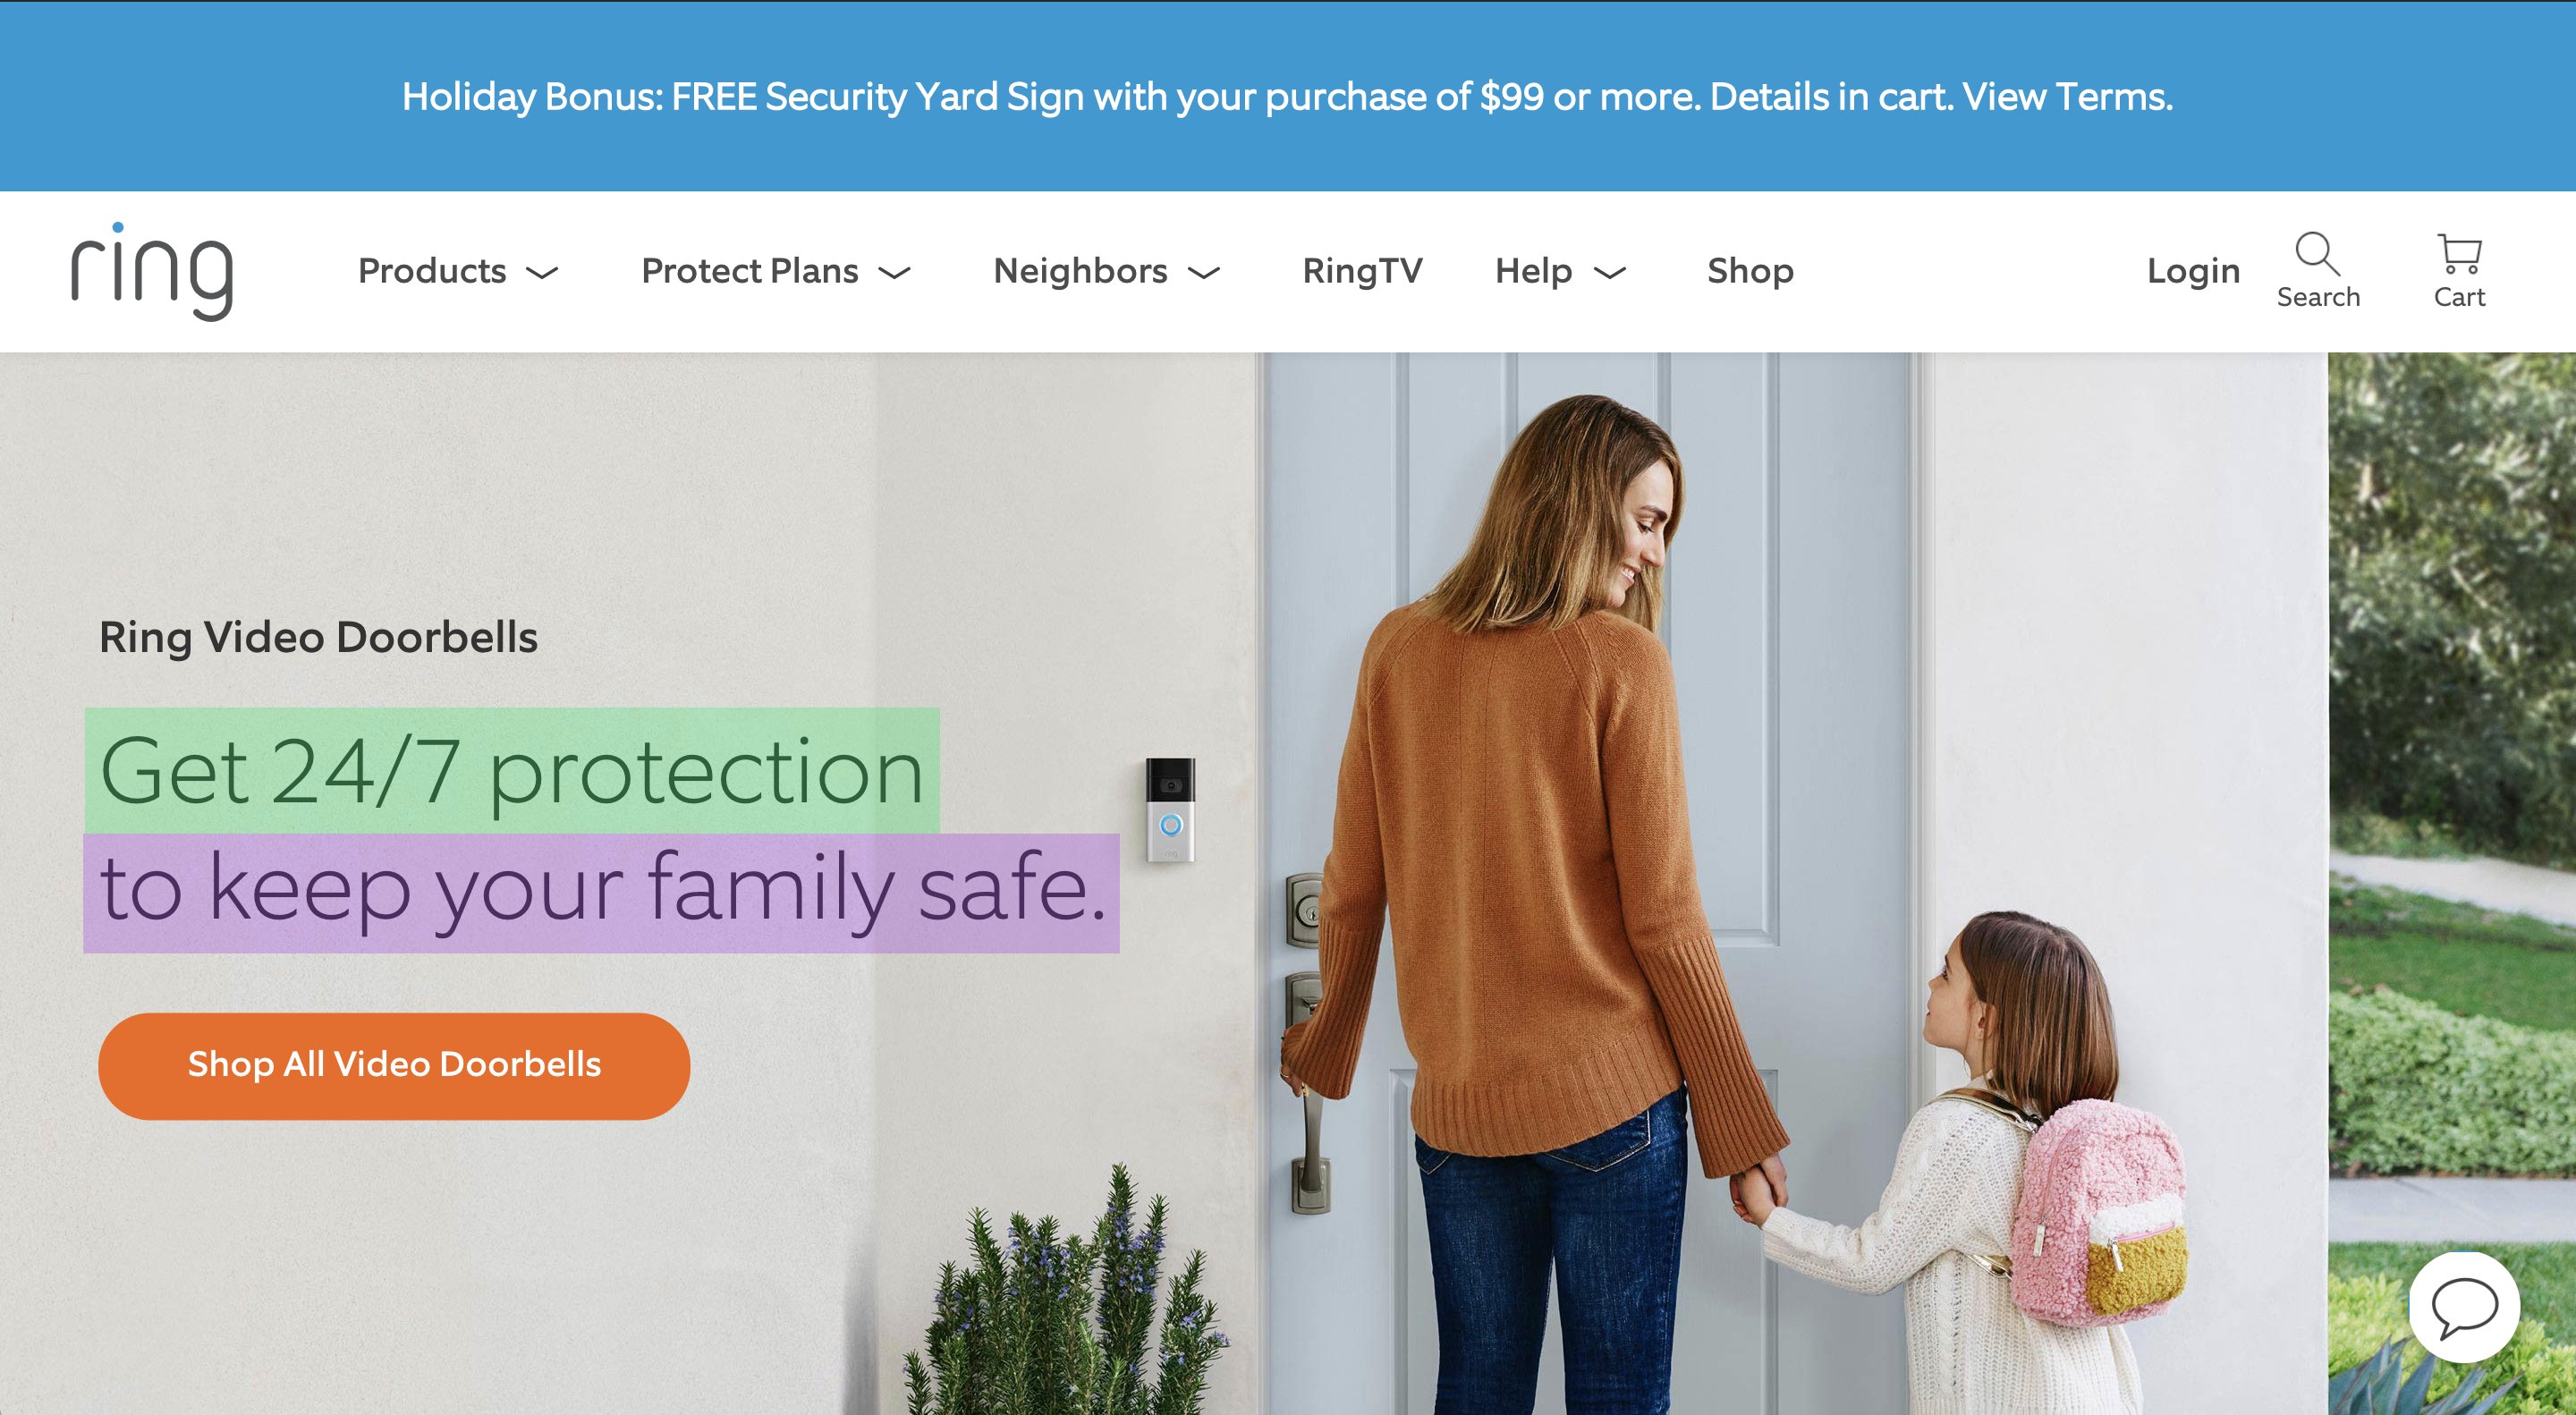 Holiday Bonus: FREE Security Yard Sign with your purchase of $99 or more. Details in cart. View Terms.
ring
Products
Protect Plans
Neighbors
RingTV
Help
Shop
Login
Search
Cart
Ring Video Doorbells
Get 24/7 protection
to keep your family safe.
ring
Shop All Video Doorbells